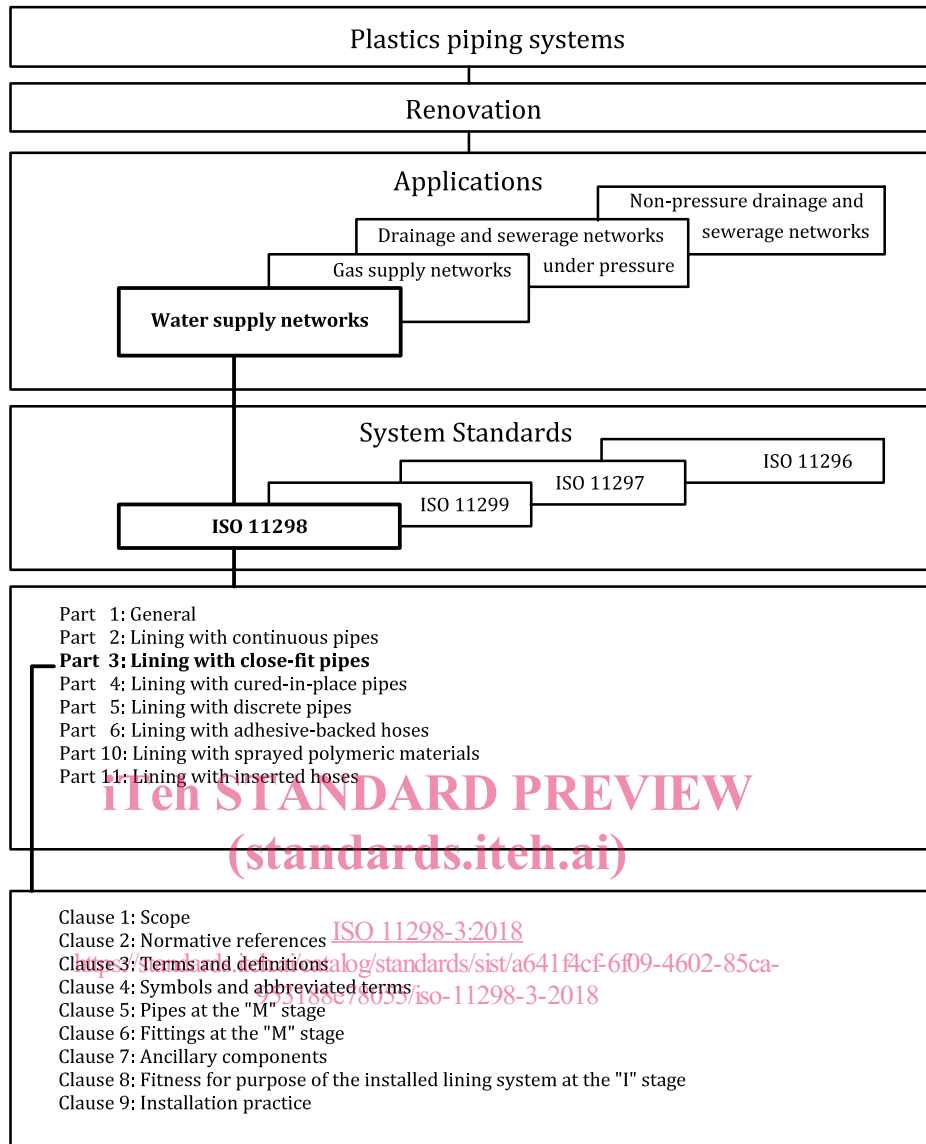 Plastics piping systems
Renovation
Applications
Non-pressure drainage and
sewerage networks
Drainage and sewerage networks
under pressure
Gas supply networks
Water supply networks
System Standards
ISO 11296
ISO 11297
ISO 11299
ISO 11298
Part 1: General
Part 2: Lining with continuous pipes
Part 3: Lining with close-fit pipes
Part 4: Lining with cured-in-place pipes
Part 5: Lining with discrete pipes
Part 6: Lining with adhesive-backed hoses
Part 10: Lining with sprayed polymeric materials
Part 11: Lining with inserted hoses
iTeh STANDARD PREVIEW
(standards.iteh.ai)
Clause 1: Scope
Clause 2: Normative references
ISO 11298-3:2018
Clause 3: Terms and definitions
https://standards.iteh.ai/catalog/standards/sist/a641f4cf-6f09-4602-85ca-
Clause 4: Symbols and abbreviated terms
953188e78055/iso-11298-3-2018
Clause 5: Pipes at the "M" stage
Clause 6: Fittings at the "M" stage
Clause 7: Ancillary components
Clause 8: Fitness for purpose of the installed lining system at the "I" stage
Clause 9: Installation practice